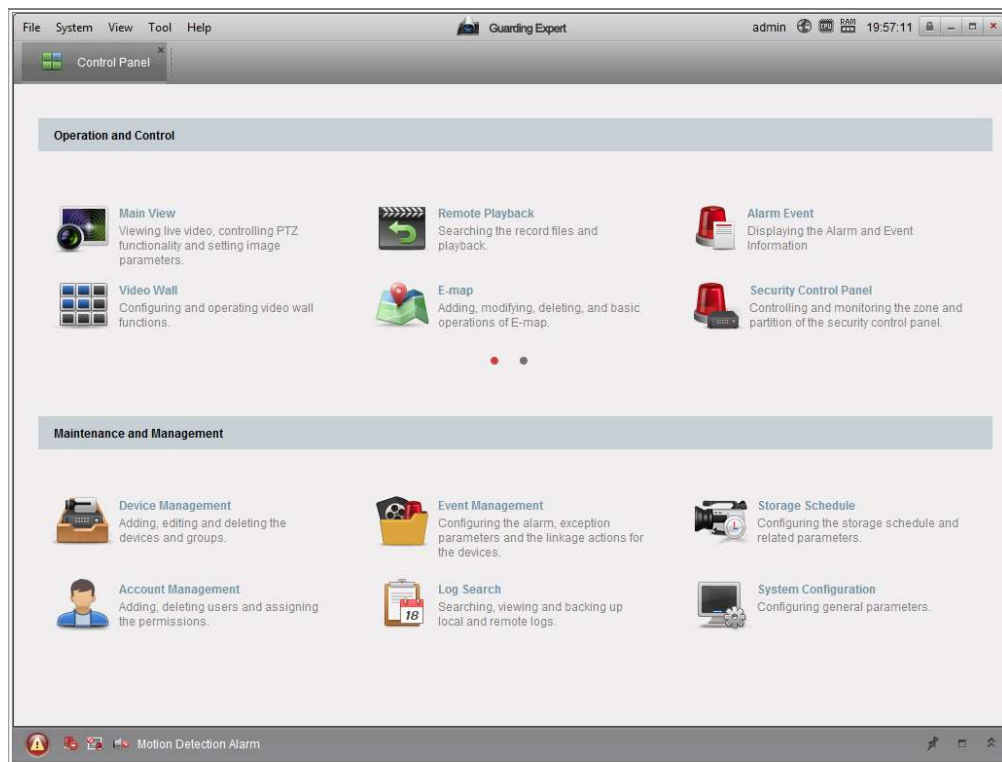 File System View Tool Help
Guarding Expert
admin CPU RAM 19:57:11
Control Panel
Operation and Control
Main View
Viewing live video, controlling PTZ
functionality and setting image
parameters.
Remote Playback
Searching the record files and
playback.
Alarm Event
Displaying the Alarm and Event
Information
Video Wall
Configuring and operating video wall
functions.
E-map
Adding, modifying, deleting, and basic
operations of E-map.
Security Control Panel
Controlling and monitoring the zone and
partition of the security control panel.
Maintenance and Management
Device Management
Adding, editing and deleting the
devices and groups.
Event Management
Configuring the alarm, exception
parameters and the linkage actions for
the devices.
Storage Schedule
Configuring the storage schedule and
related parameters.
Account Management
Adding, deleting users and assigning
the permissions.
Log Search
Searching, viewing and backing up
local and remote logs.
18
System Configuration
Configuring general parameters.
Motion Detection Alarm